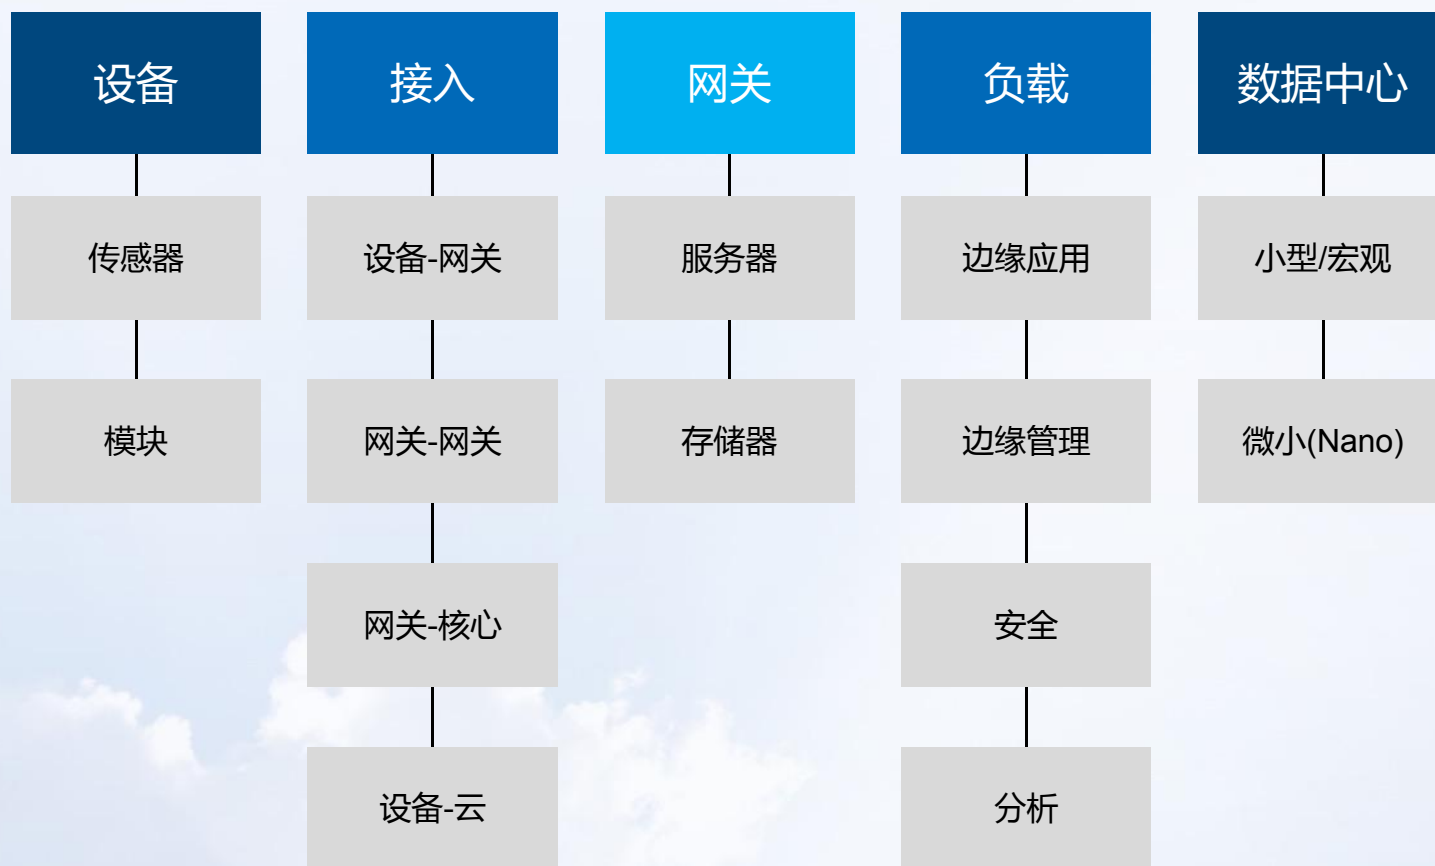 设备
接入
网关
负载
数据中心
传感器
设备-网关
服务器
边缘应用
小型/宏观
模块
网关-网关
存储器
边缘管理
微小(Nano)
网关-核心
安全
设备-云
分析